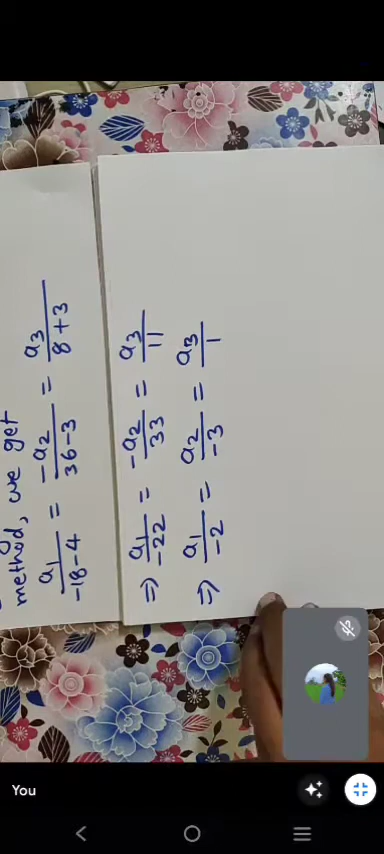 method, we get
a₁/-18-4 = -a₂/36-3 = a₃/8+3
⇒ a₁/-22 = -a₂/33 = a₃/11
⇒ a₁/-2 = a₂/-3 = a₃/1
You